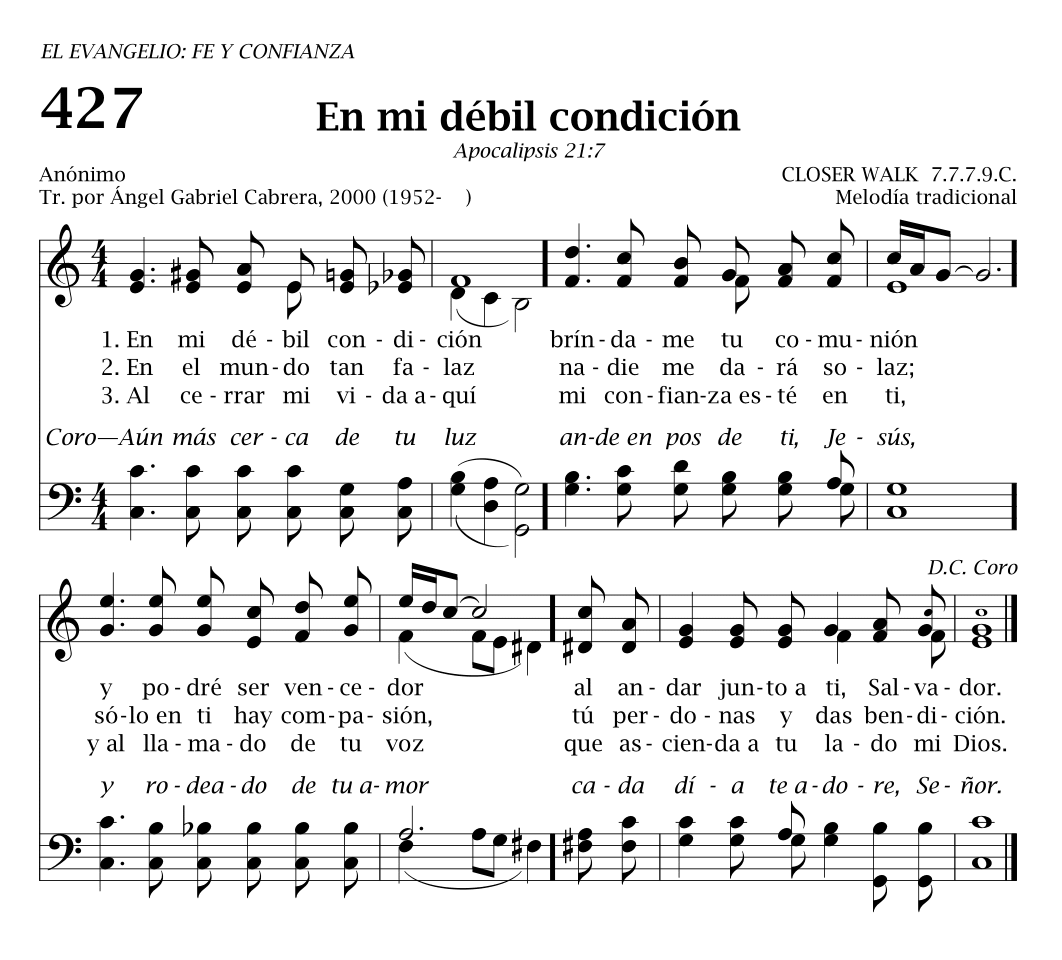 EL EVANGELIO: FE Y CONFIANZA
427
En mi débil condición
Apocalipsis 21:7
Anónimo
CLOSER WALK 7.7.7.9.C.
Tr. por Ángel Gabriel Cabrera, 2000 (1952-    )
Melodía tradicional
1. En mi dé - bil con - di - ción brín - da - me tu co - mu - nión
2. En el mun - do tan fa - laz na - die me da - rá so - laz;
3. Al ce - rrar mi vi - da a - quí mi con - fian - za es - té en ti,
Coro—Aún más cer - ca de tu luz an - de en pos de ti, Je - sús,
D.C. Coro
y po - dré ser ven - ce - dor al an - dar jun - to a ti, Sal - va - dor.
só - lo en ti hay com - pa - sión, tú per - do - nas y das ben - di - ción.
y al lla - ma - do de tu voz que as - cien - da a tu la - do mi Dios.
y ro - dea - do de tu a - mor ca - da dí - a te a - do - re, Se - ñor.